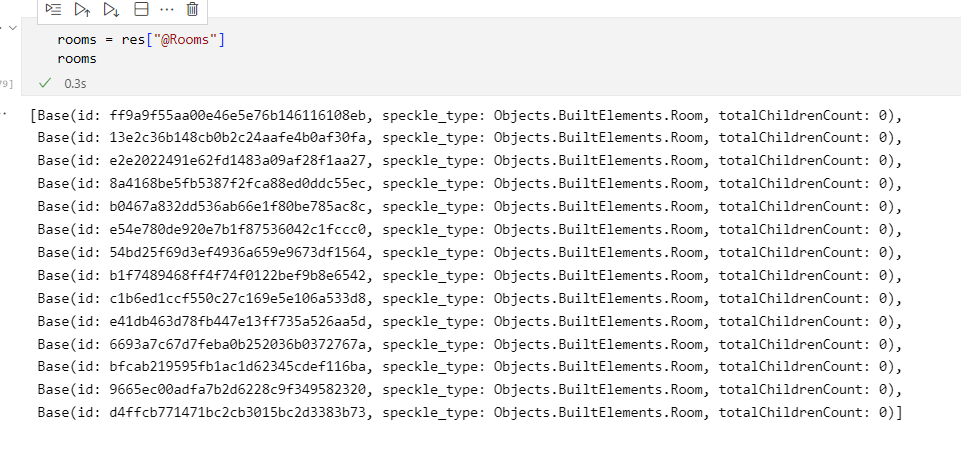 rooms = res["@Rooms"]
rooms
79]
0.3s
[Base(id: ff9a9f55aa00e46e5e76b146116108eb, speckle_type: Objects.BuiltElements.Room, totalChildrenCount: 0),
Base(id: 13e2c36b148cb0b2c24aafe4b0af30fa, speckle_type: Objects.BuiltElements.Room, totalChildrenCount: 0),
Base(id: e2e2022491e62fd1483a09af28f1aa27, speckle_type: Objects.BuiltElements.Room, totalChildrenCount: 0),
Base(id: 8a4168be5fb5387f2fca88ed0ddc55ec, speckle_type: Objects.BuiltElements.Room, totalChildrenCount: 0),
Base(id: b0467a832dd536ab66e1f80be785ac8c, speckle_type: Objects.BuiltElements.Room, totalChildrenCount: 0),
Base(id: e54e780de920e7b1f87536042c1fccc0, speckle_type: Objects.BuiltElements.Room, totalChildrenCount: 0),
Base(id: 54bd25f69d3ef4936a659e9673df1564, speckle_type: Objects.BuiltElements.Room, totalChildrenCount: 0),
Base(id: b1f7489468ff4f74f0122bef9b8e6542, speckle_type: Objects.BuiltElements.Room, totalChildrenCount: 0),
Base(id: c1b6ed1ccf550c27c169e5e106a533d8, speckle_type: Objects.BuiltElements.Room, totalChildrenCount: 0),
Base(id: e41db463d78fb447e13ff735a526aa5d, speckle_type: Objects.BuiltElements.Room, totalChildrenCount: 0),
Base(id: 6693a7c67d7feba0b252036b0372767a, speckle_type: Objects.BuiltElements.Room, totalChildrenCount: 0),
Base(id: bfcab219595fb1ac1d62345cdef116ba, speckle_type: Objects.BuiltElements.Room, totalChildrenCount: 0),
Base(id: 9665ec00adfa7b2d6228c9f349582320, speckle_type: Objects.BuiltElements.Room, totalChildrenCount: 0),
Base(id: d4ffcb771471bc2cb3015bc2d3383b73, speckle_type: Objects.BuiltElements.Room, totalChildrenCount: 0)]